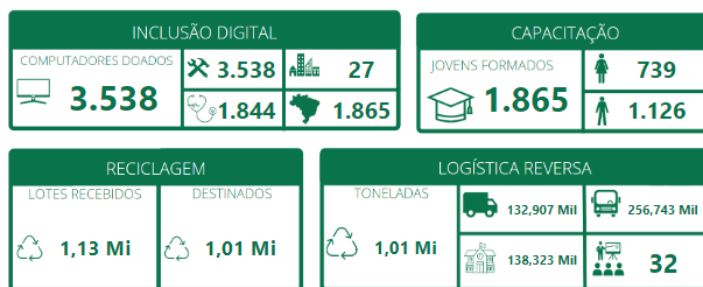 INCLUSÃO DIGITAL
COMPUTADORES DOADOS
3.538
3.538
27
1.844
1.865
CAPACITAÇÃO
JOVENS FORMADOS
1.865
739
1.126
RECICLAGEM
LOTES RECEBIDOS
1,13 Mi
DESTINADOS
1,01 Mi
LOGÍSTICA REVERSA
TONELADAS
1,01 Mi
132,907 Mil
256,743 Mil
138,323 Mil
32